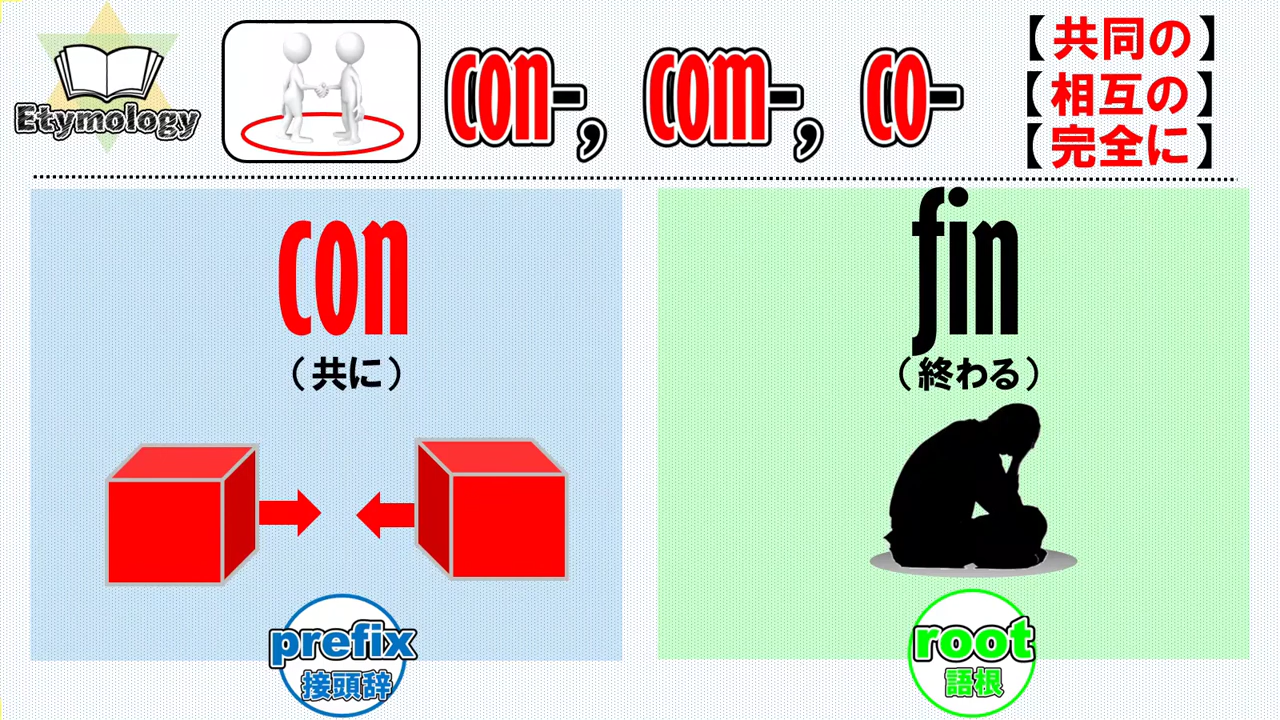 Etymology
con-, com-, co-
【共同の】
【相互の】
【完全に】
con
（共に）
fin
（終わる）
prefix
接頭辞
root
語根